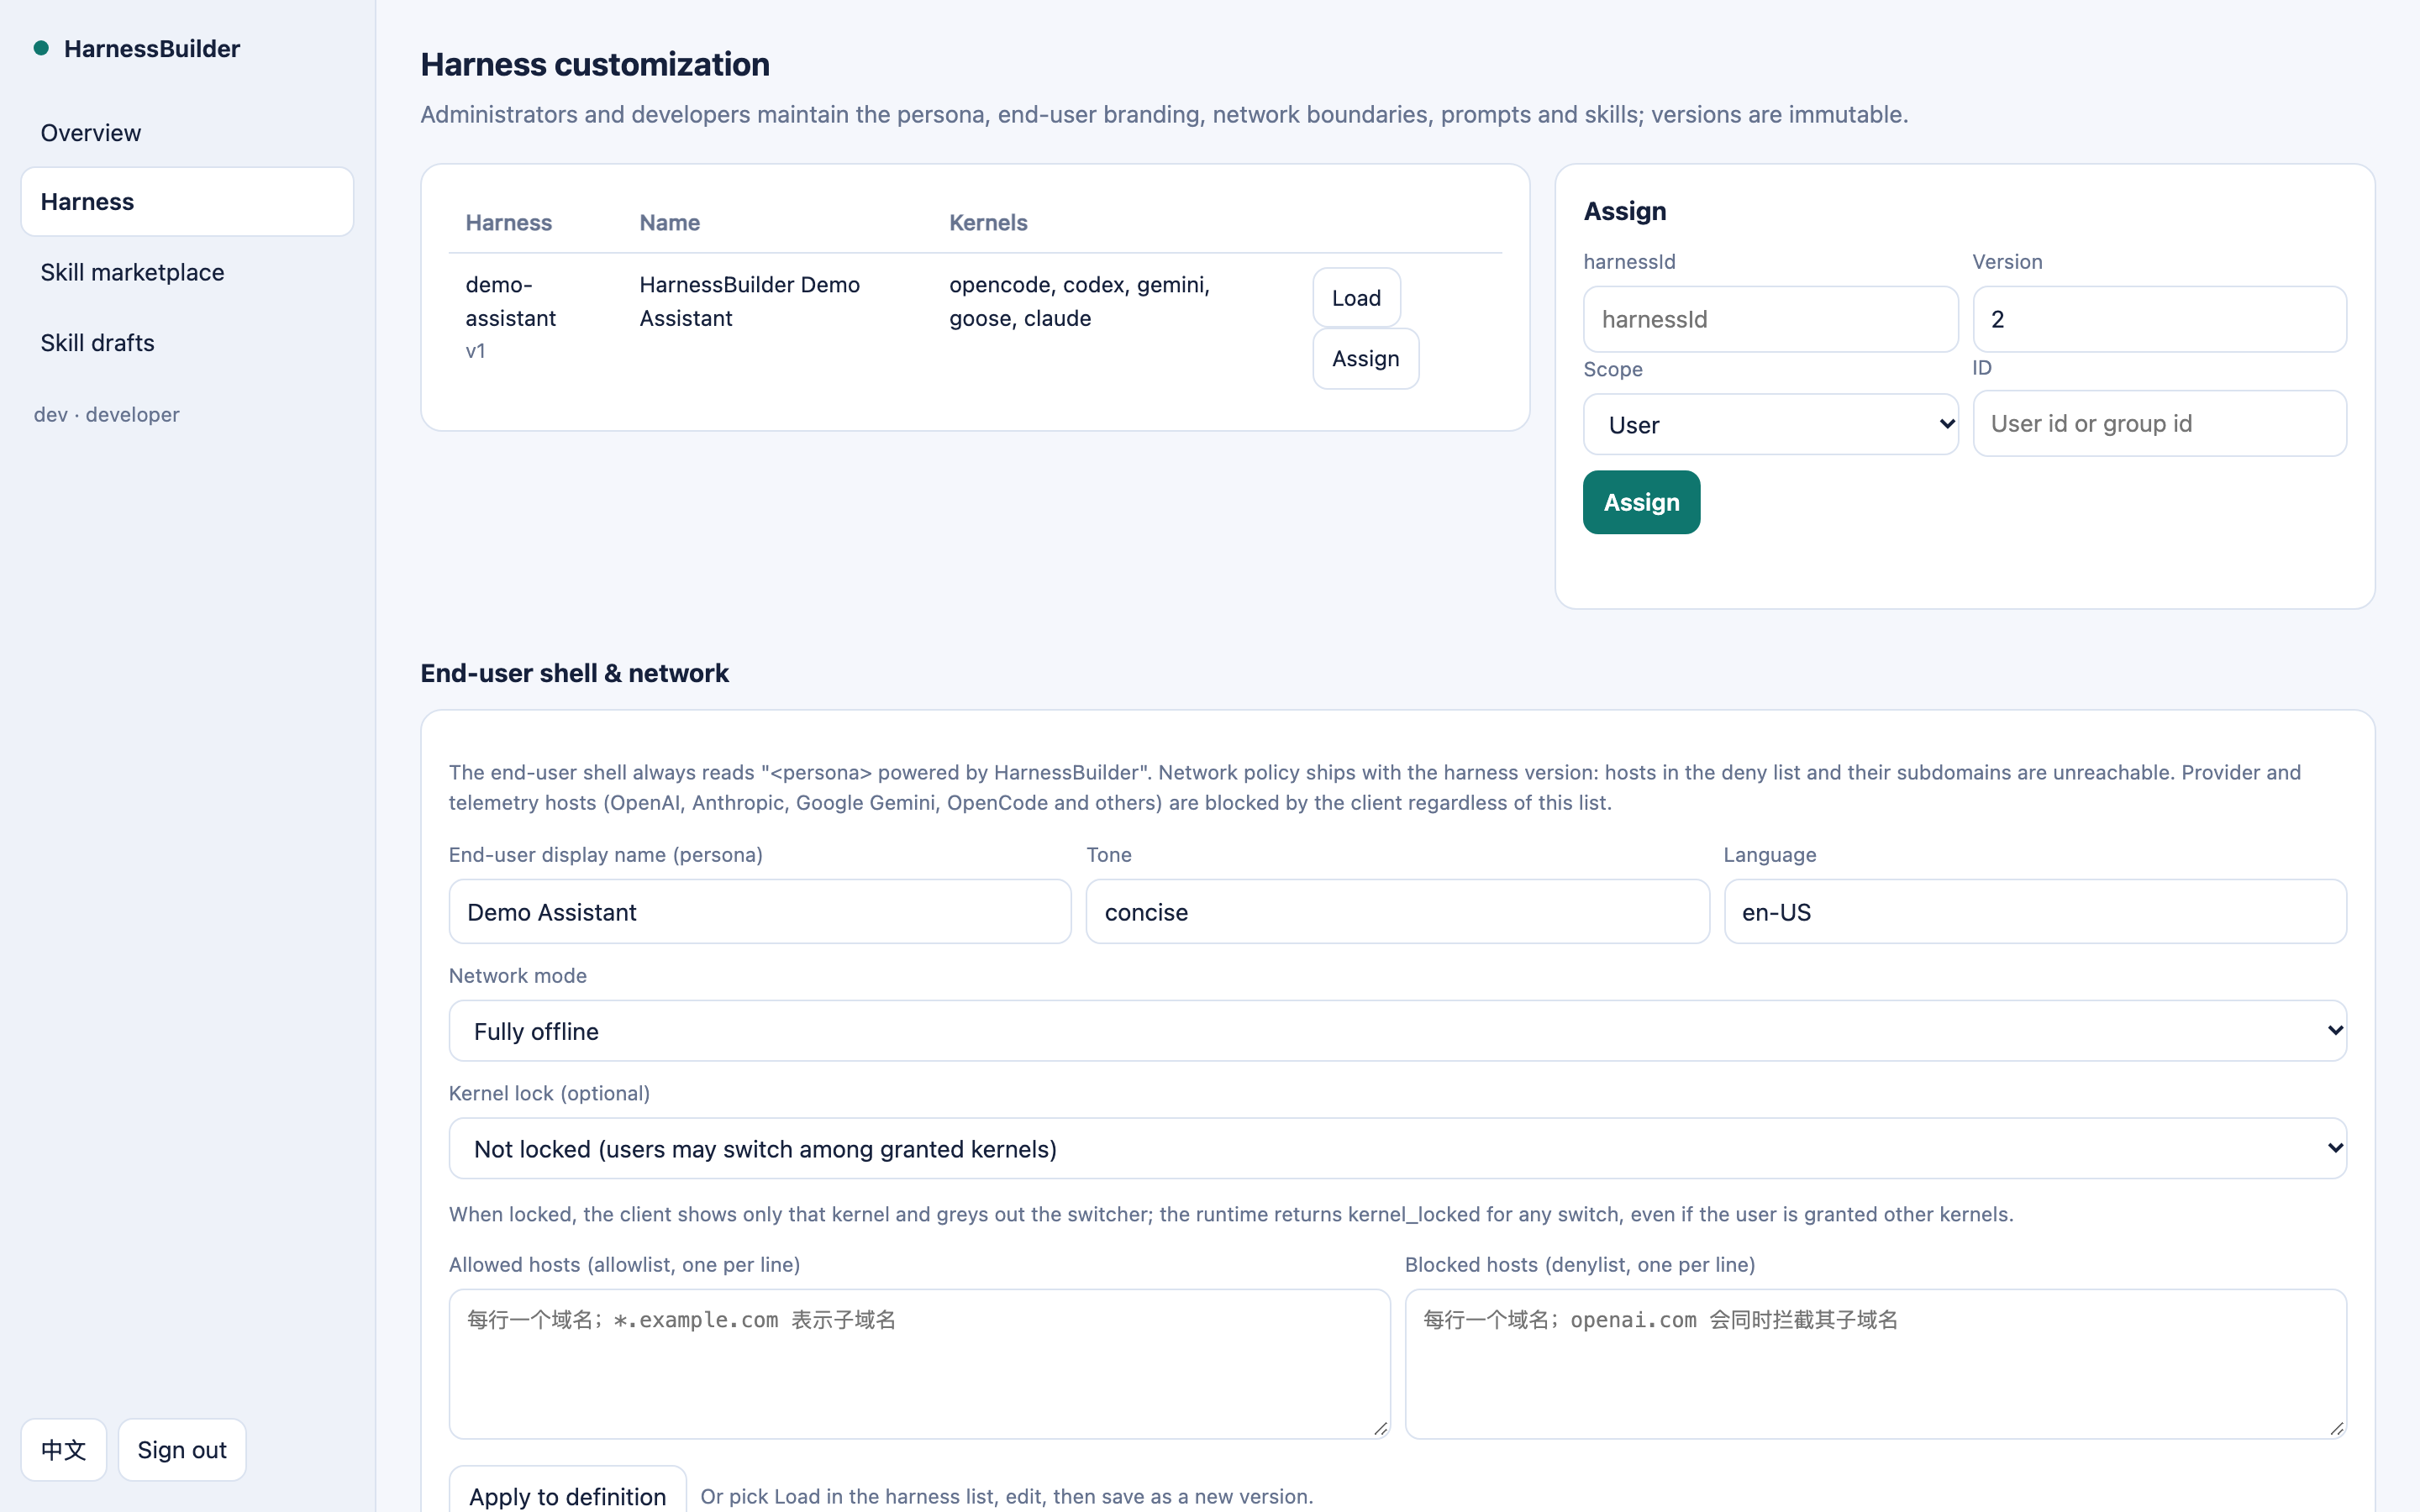 HarnessBuilder
Overview
Harness
Skill marketplace
Skill drafts
dev · developer
中文
Sign out
Harness customization
Administrators and developers maintain the persona, end-user branding, network boundaries, prompts and skills; versions are immutable.
Harness Name Kernels
demo-
assistant
v1
HarnessBuilder Demo
Assistant
opencode, codex, gemini,
goose, claude
Load
Assign
Assign
harnessId
Version
harnessId
2
Scope
ID
User
User id or group id
Assign
End-user shell & network
The end-user shell always reads "<persona> powered by HarnessBuilder". Network policy ships with the harness version: hosts in the deny list and their subdomains are unreachable. Provider and
telemetry hosts (OpenAI, Anthropic, Google Gemini, OpenCode and others) are blocked by the client regardless of this list.
End-user display name (persona)
Tone
Language
Demo Assistant
concise
en-US
Network mode
Fully offline
Kernel lock (optional)
Not locked (users may switch among granted kernels)
When locked, the client shows only that kernel and greys out the switcher; the runtime returns kernel_locked for any switch, even if the user is granted other kernels.
Allowed hosts (allowlist, one per line)
Blocked hosts (denylist, one per line)
每行一个域名；*.example.com 表示子域名
每行一个域名；openai.com 会同时拦截其子域名
Apply to definition
Or pick Load in the harness list, edit, then save as a new version.